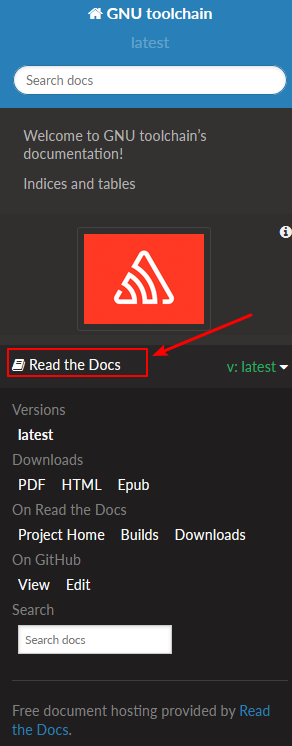 GNU toolchain
latest
Search docs
Welcome to GNU toolchain's
documentation!
Indices and tables
Read the Docs v: latest
Versions
latest
Downloads
PDF HTML Epub
On Read the Docs
Project Home Builds Downloads
On GitHub
View Edit
Search
Search docs
Free document hosting provided by Read
the Docs.